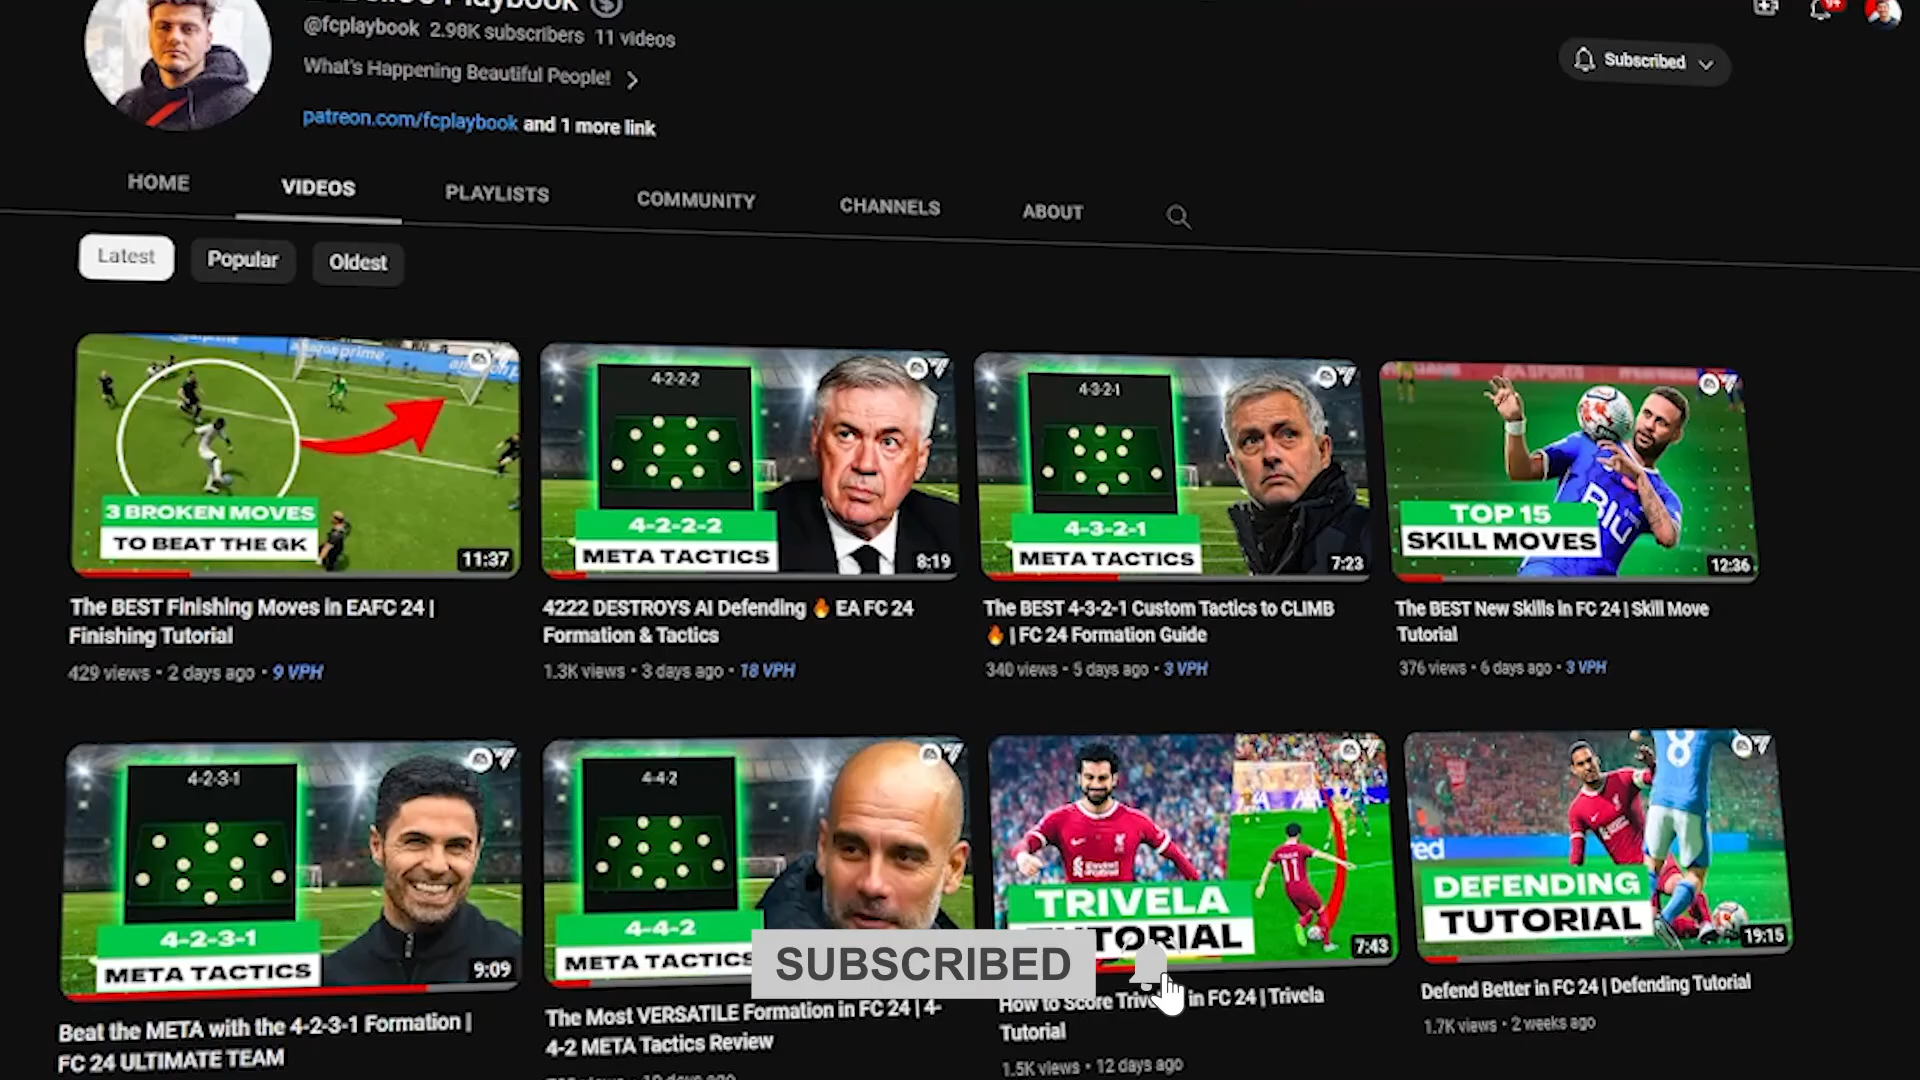 Playbook
@fcplaybook 2.98K subscribers 11 videos
9+
What's Happening Beautiful People!
Subscribed
patreon.com/fcplaybook and 1 more link
HOME VIDEOS PLAYLISTS COMMUNITY CHANNELS ABOUT
Latest Popular Oldest
3 BROKEN MOVES
TO BEAT THE GK
11:37
The BEST Finishing Moves in EAFC 24 |
Finishing Tutorial
429 views • 2 days ago • 9 VPH
4-2-2-2
4-2-2-2
META TACTICS
8:19
4222 DESTROYS AI Defending 🔥 EA FC 24
Formation & Tactics
1.3K views • 3 days ago • 18 VPH
4-3-2-1
4-3-2-1
META TACTICS
7:23
The BEST 4-3-2-1 Custom Tactics to CLIMB
🔥 | FC 24 Formation Guide
340 views • 5 days ago • 3 VPH
EA SPORTS
Blu
TOP 15
SKILL MOVES
12:36
The BEST New Skills in FC 24 | Skill Move
Tutorial
376 views • 6 days ago • 3 VPH
4-2-3-1
4-2-3-1
META TACTICS
9:09
Beat the META with the 4-2-3-1 Formation |
FC 24 ULTIMATE TEAM
4-4-2
4-4-2
META TACTICS
The Most VERSATILE Formation in FC 24 | 4-
4-2 META Tactics Review
11
TRIVELA
TUTORIAL
7:43
How to Score in FC 24 | Trivela
Tutorial
1.5K views • 12 days ago
8
DEFENDING
TUTORIAL
19:15
Defend Better in FC 24 | Defending Tutorial
1.7K views • 2 weeks ago
SUBSCRIBED